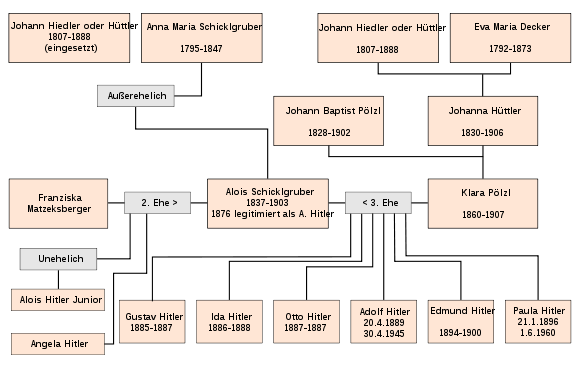 Johann Hiedler oder Hüttler
1807-1888
(eingesetzt)
Anna Maria Schicklgruber
1795-1847
Johann Hiedler oder Hüttler
1807-1888
Eva Maria Decker
1792-1873
Außerehelich
Johann Baptist Pölzl
1828-1902
Johanna Hüttler
1830-1906
Franziska
Matzeksberger
2. Ehe >
Alois Schicklgruber
1837-1903
1876 legitimiert als A. Hitler
< 3. Ehe
Klara Pölzl
1860-1907
Unehelich
Alois Hitler Junior
Angela Hitler
Gustav Hitler
1885-1887
Ida Hitler
1886-1888
Otto Hitler
1887-1887
Adolf Hitler
20.4.1889
30.4.1945
Edmund Hitler
1894-1900
Paula Hitler
21.1.1896
1.6.1960